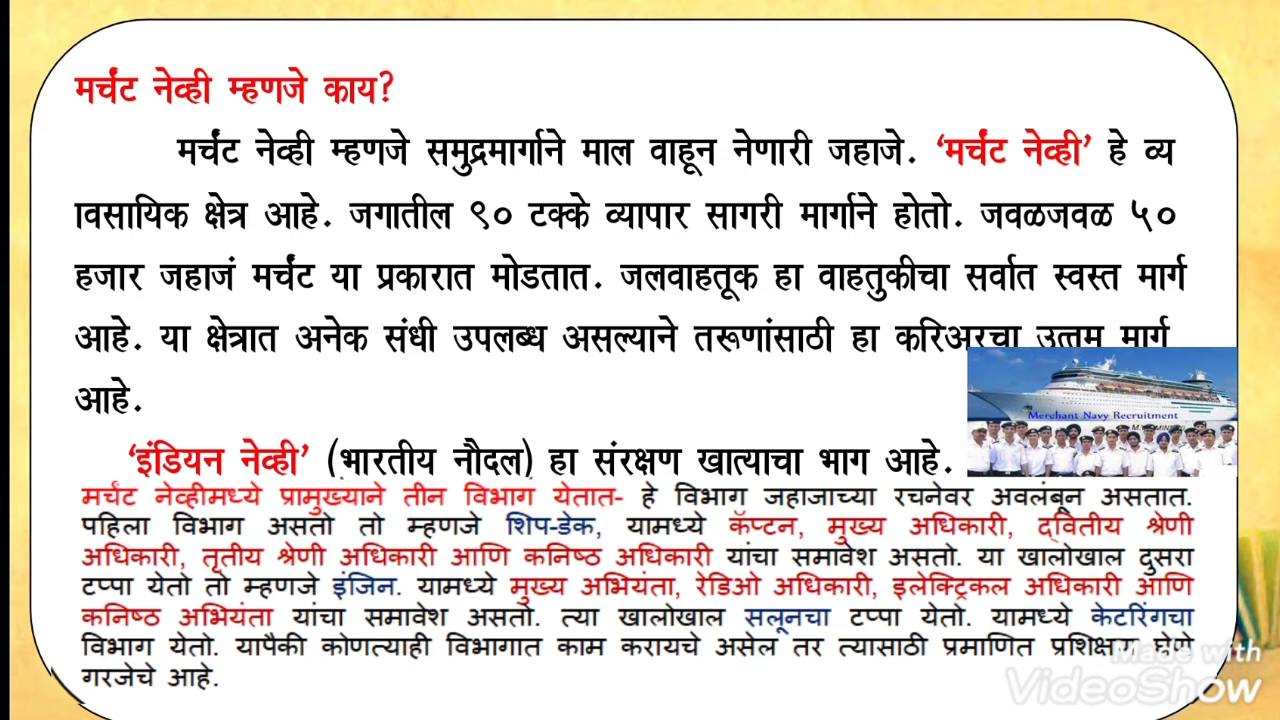 मर्चंट नेव्ही म्हणजे काय?
मर्चंट नेव्ही म्हणजे समुद्रमार्गाने माल वाहून नेणारी जहाजे. ‘मर्चंट नेव्ही’ हे व्य
ावसायिक क्षेत्र आहे. जगातील ९० टक्के व्यापार सागरी मार्गाने होतो. जवळजवळ ५०
हजार जहाजं मर्चंट या प्रकारात मोडतात. जलवाहतूक हा वाहतुकीचा सर्वात स्वस्त मार्ग
आहे. या क्षेत्रात अनेक संधी उपलब्ध असल्याने तरूणांसाठी हा करिअरचा उत्तम मार्ग
आहे.
Merchant Navy Recruitment
‘इंडियन नेव्ही’ (भारतीय नौदल) हा संरक्षण खात्याचा भाग आहे.
मर्चंट नेव्हीमध्ये प्रामुख्याने तीन विभाग येतात- हे विभाग जहाजाच्या रचनेवर अवलंबून असतात.
पहिला विभाग असतो तो म्हणजे शिप-डेक, यामध्ये कॅप्टन, मुख्य अधिकारी, द्वितीय श्रेणी
अधिकारी, तृतीय श्रेणी अधिकारी आणि कनिष्ठ अधिकारी यांचा समावेश असतो. या खालोखाल दुसरा
टप्पा येतो तो म्हणजे इंजिन. यामध्ये मुख्य अभियंता, रेडिओ अधिकारी, इलेक्ट्रिकल अधिकारी आणि
कनिष्ठ अभियंता यांचा समावेश असतो. त्या खालोखाल सलूनचा टप्पा येतो. यामध्ये केटरिंगचा
विभाग येतो. यापैकी कोणत्याही विभागात काम करायचे असेल तर त्यासाठी प्रमाणित प्रशिक्षण घेणे
गरजेचे आहे.
Made with
VideoShow